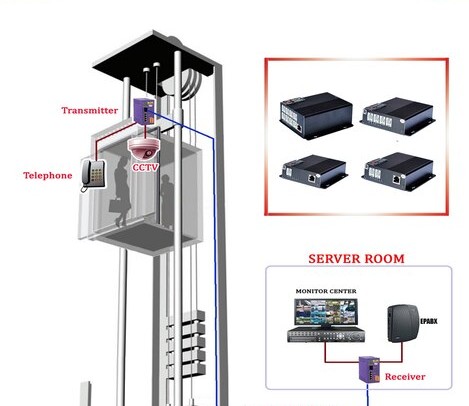 Transmitter
Telephone
CCTV
SERVER ROOM
MONITOR CENTER
EPABX
Receiver